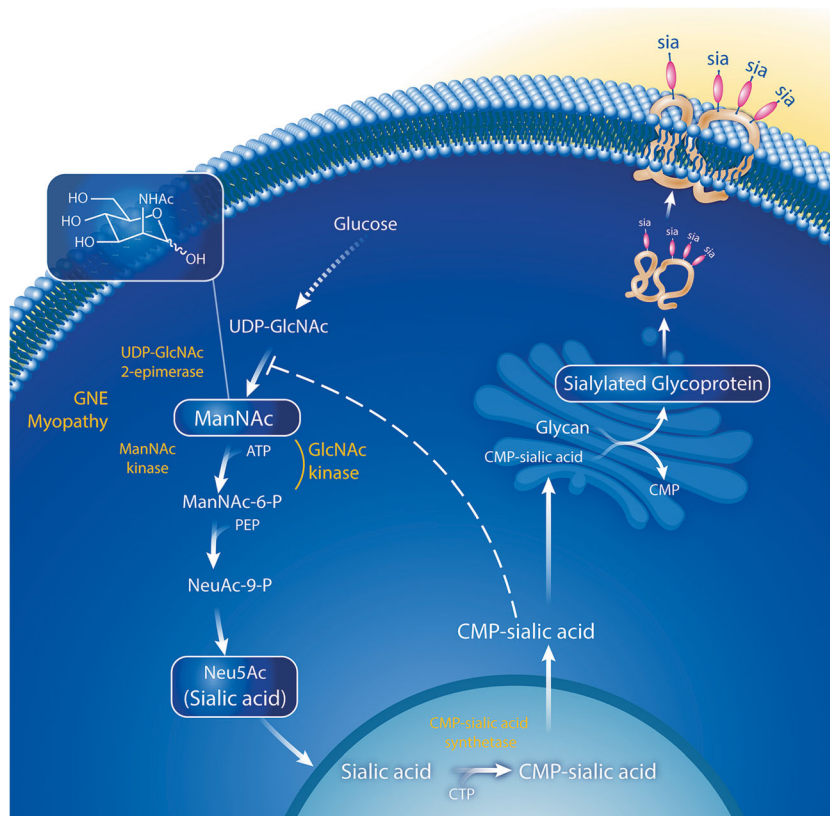 sia
sia
sia
sia
NHAc
HO
HO
O
HO
OH
Glucose
sia
sia
sia
sia
UDP-GlcNAc
UDP-GlcNAc
2-epimerase
GNE
Myopathy
ManNAc
ManNAc
kinase
ATP
GlcNAc
kinase
ManNAc-6-P
PEP
NeuAc-9-P
Neu5Ac
(Sialic acid)
Sialylated Glycoprotein
Glycan
CMP-sialic acid
CMP
CMP-sialic acid
CMP-sialic acid
synthetase
Sialic acid
CTP
CMP-sialic acid